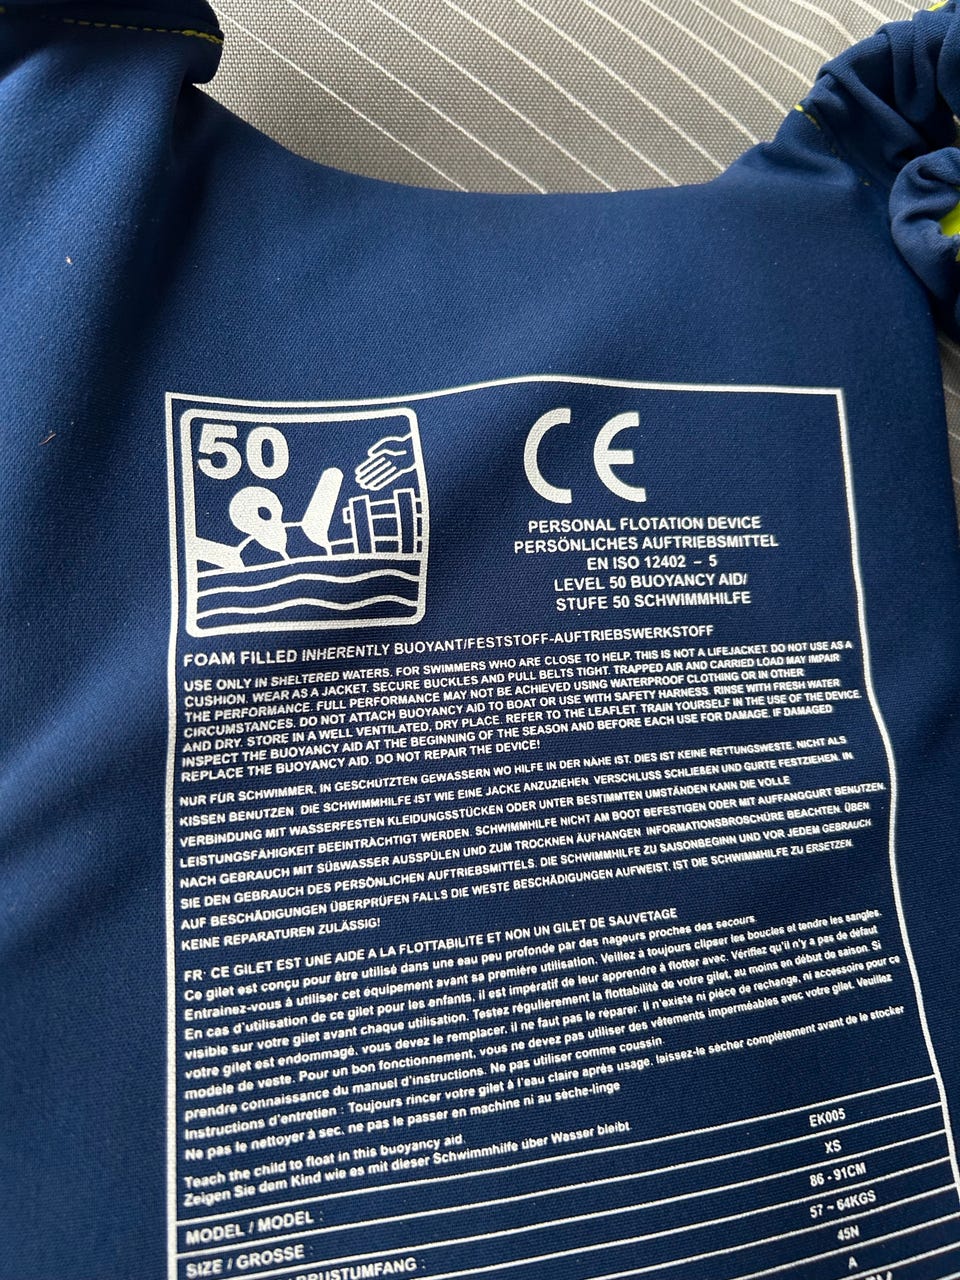 50
CE
PERSONAL FLOTATION DEVICE
PERSÖNLICHES AUFTRIEBSMITTEL
EN ISO 12402 – 5
LEVEL 50 BUOYANCY AID/
STUFE 50 SCHWIMMHILFE
FOAM FILLED INHERENTLY BUOYANT/FESTSTOFF-AUFTRIEBSWERKSTOFF
USE ONLY IN SHELTERED WATERS. FOR SWIMMERS WHO ARE CLOSE TO HELP. THIS IS NOT A LIFEJACKET. DO NOT USE AS A
CUSHION. WEAR AS A JACKET. SECURE BUCKLES AND PULL BELTS TIGHT. TRAPPED AIR AND CARRIED LOAD MAY IMPAIR
THE PERFORMANCE. FULL PERFORMANCE MAY NOT BE ACHIEVED USING WATERPROOF CLOTHING OR IN OTHER
CIRCUMSTANCES. DO NOT ATTACH BUOYANCY AID TO BOAT OR USE WITH SAFETY HARNESS. RINSE WITH FRESH WATER
AND DRY. STORE IN A WELL VENTILATED, DRY PLACE. REFER TO THE LEAFLET. TRAIN YOURSELF IN THE USE OF THE DEVICE.
INSPECT THE BUOYANCY AID AT THE BEGINNING OF THE SEASON AND BEFORE EACH USE FOR DAMAGE. IF DAMAGED
REPLACE THE BUOYANCY AID. DO NOT REPAIR THE DEVICE!
NUR FÜR SCHWIMMER, IN GESCHÜTZTEN GEWASSERN WO HILFE IN DER NÄHE IST. DIES IST KEINE RETTUNGSWESTE. NICHT ALS
KISSEN BENUTZEN. DIE SCHWIMMHILFE IST WIE EINE JACKE ANZUZIEHEN. VERSCHLUSS SCHLIEßEN UND GURTE FESTZIEHEN. IN
VERBINDUNG MIT WASSERFESTEN KLEIDUNGSSTÜCKEN ODER UNTER BESTIMMTEN UMSTÄNDEN KANN DIE VOLLE
LEISTUNGSFÄHIGKEIT BEEINTRÄCHTIGT WERDEN. SCHWIMMHILFE NICHT AM BOOT BEFESTIGEN ODER MIT AUFFANGGURT BENUTZEN.
NACH GEBRAUCH MIT SÜßWASSER AUSSPÜLEN UND ZUM TROCKNEN ÄUFHANGEN. INFORMATIONSBROSCHÜRE BEACHTEN. ÜBEN
SIE DEN GEBRAUCH DES PERSÖNLICHEN AUFTRIEBSMITTELS. DIE SCHWIMMHILFE ZU SAISONBEGINN UND VOR JEDEM GEBRAUCH
AUF BESCHÄDIGUNGEN ÜBERPRÜFEN FALLS DIE WESTE BESCHÄDIGUNGEN AUFWEIST. IST DIE SCHWIMMHILFE ZU ERSETZEN.
KEINE REPARATUREN ZULÄSSIG!
FR· CE GILET EST UNE AIDE A LA FLOTTABILITE ET NON UN GILET DE SAUVETAGE
Ce gilet est conçu pour être utilisé dans une eau peu profonde par des nageurs proches des secours.
Entraînez-vous à utiliser cet équipement avant sa première utilisation. Veillez à toujours clipser les boucles et tendre les sangles.
En cas d'utilisation de ce gilet pour les enfants, il est impératif de leur apprendre à flotter avec. Vérifiez qu'il n'y a pas de défaut
visible sur votre gilet avant chaque utilisation. Testez régulièrement la flottabilité de votre gilet, au moins en début de saison. Si
votre gilet est endommagé, vous devez le remplacer, il ne faut pas le réparer. Il n'existe ni pièce de rechange, ni accessoire pour ce
modèle de veste. Pour un bon fonctionnement, vous ne devez pas utiliser des vêtements imperméables avec votre gilet. Veuillez
prendre connaissance du manuel d'instructions. Ne pas utiliser comme coussin
Instructions d'entretien : Toujours rincer votre gilet à l'eau claire après usage, laissez-le sécher complétement avant de le stocker
Ne pas le nettoyer à sec, ne pas le passer en machine ni au sèche-linge
Teach the child to float in this buoyancy aid.
Zeigen Sie dem Kind wie es mit dieser Schwimmhilfe über Wasser bleibt
MODEL / MODEL : EK005
SIZE / GROSSE : XS
BRUSTUMFANG : 86 - 91CM
57 ~ 64KGS
45N
A